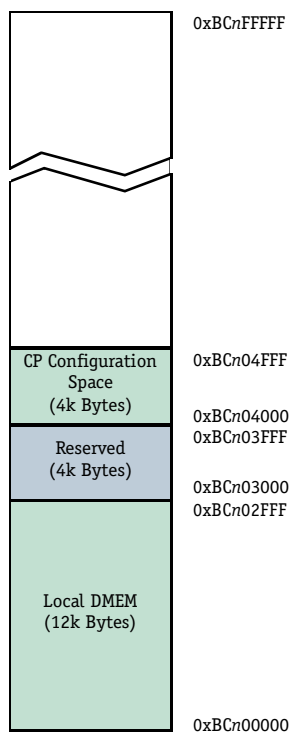 0xBCnFFFFF
CP Configuration
Space
(4k Bytes)
0xBCn04FFF
0xBCn04000
0xBCn03FFF
Reserved
(4k Bytes)
0xBCn03000
0xBCn02FFF
Local DMEM
(12k Bytes)
0xBCn00000